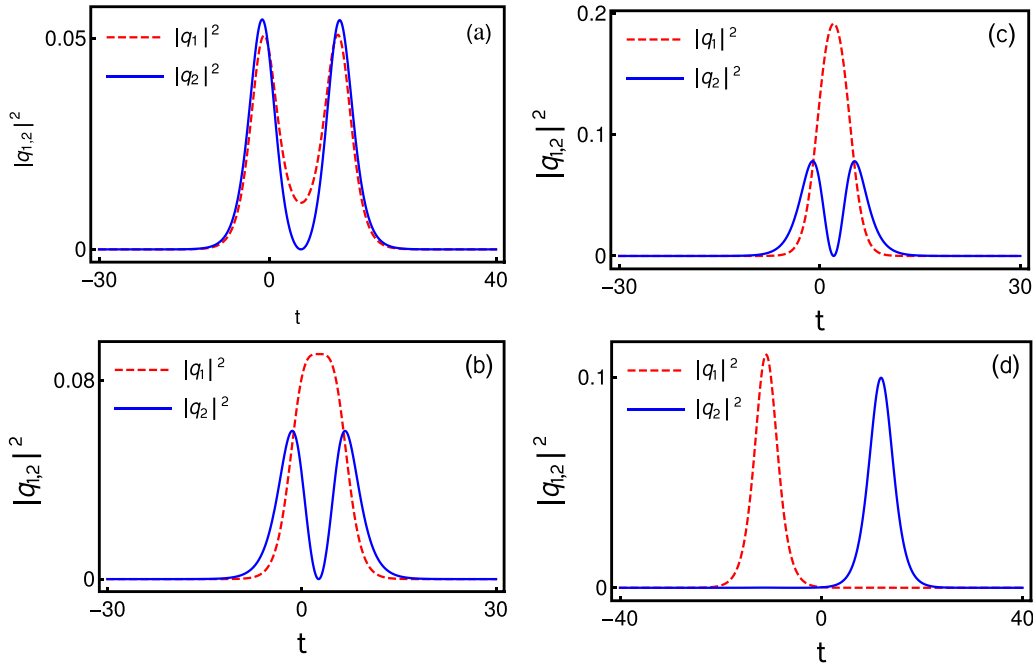 (a)
|q₁|²
|q₂|²
|q₁,₂|²
0.05
0
−30
0
40
t
(c)
|q₁|²
|q₂|²
|q₁,₂|²
0.2
0.1
0
−30
0
30
t
(b)
|q₁|²
|q₂|²
|q₁,₂|²
0.08
0
−30
0
30
t
(d)
|q₁|²
|q₂|²
|q₁,₂|²
0.1
0
−40
0
40
t